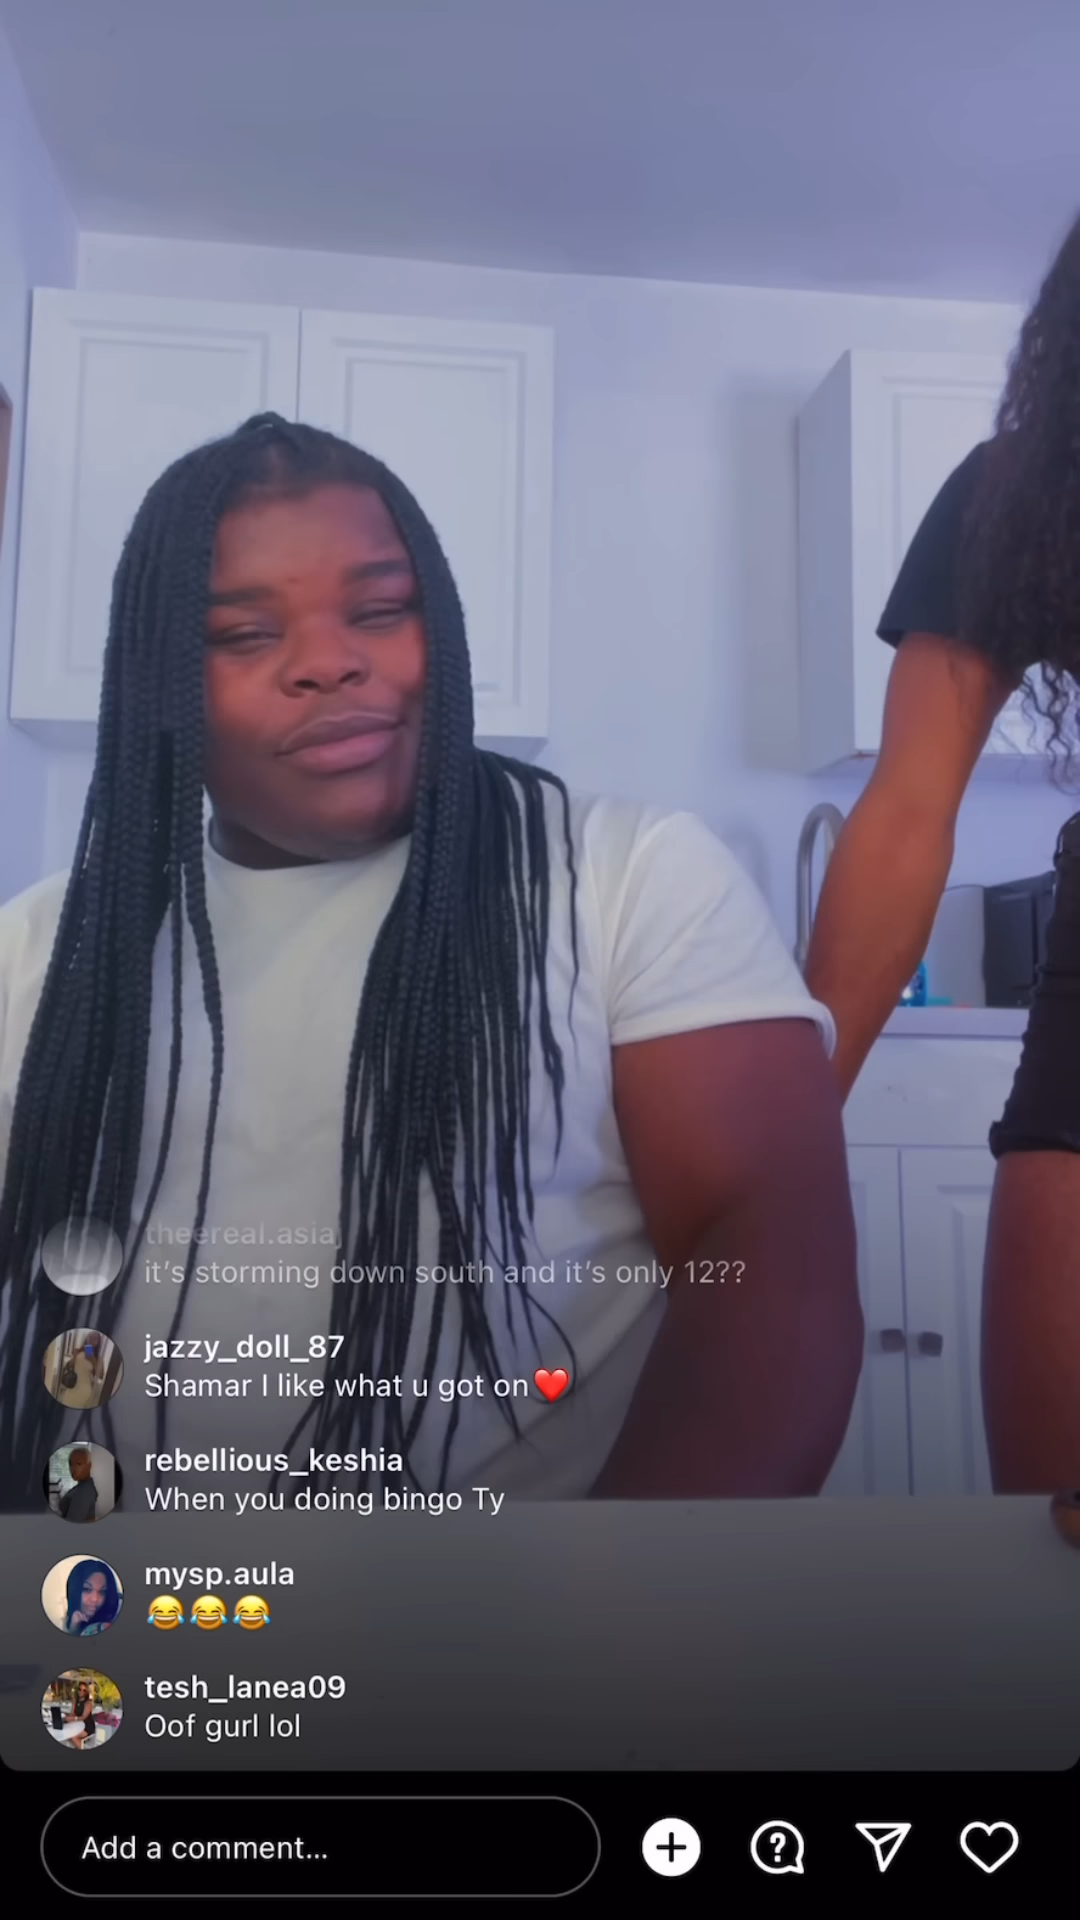 theereal.asia
it’s storming down south and it’s only 12??
jazzy_doll_87
Shamar I like what u got on❤️
rebellious_keshia
When you doing bingo Ty
mysp.aula
😂😂😂
tesh_lanea09
Oof gurl lol
Add a comment...